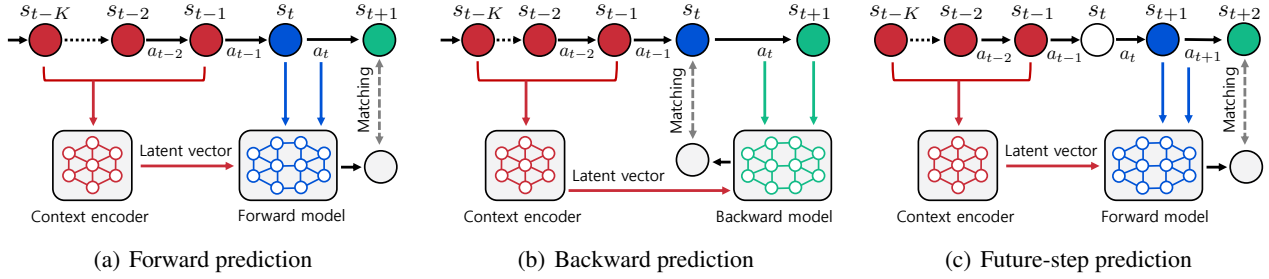 s_{t-K} s_{t-2} s_{t-1} s_t s_{t+1}
a_{t-2} a_{t-1} a_t
Matching
Latent vector
Context encoder Forward model
(a) Forward prediction
s_{t-K} s_{t-2} s_{t-1} s_t s_{t+1}
a_{t-2} a_{t-1} a_t
Matching
Latent vector
Context encoder Backward model
(b) Backward prediction
s_{t-K} s_{t-2} s_{t-1} s_t s_{t+1} s_{t+2}
a_{t-2} a_{t-1} a_t a_{t+1}
Matching
Latent vector
Context encoder Forward model
(c) Future-step prediction